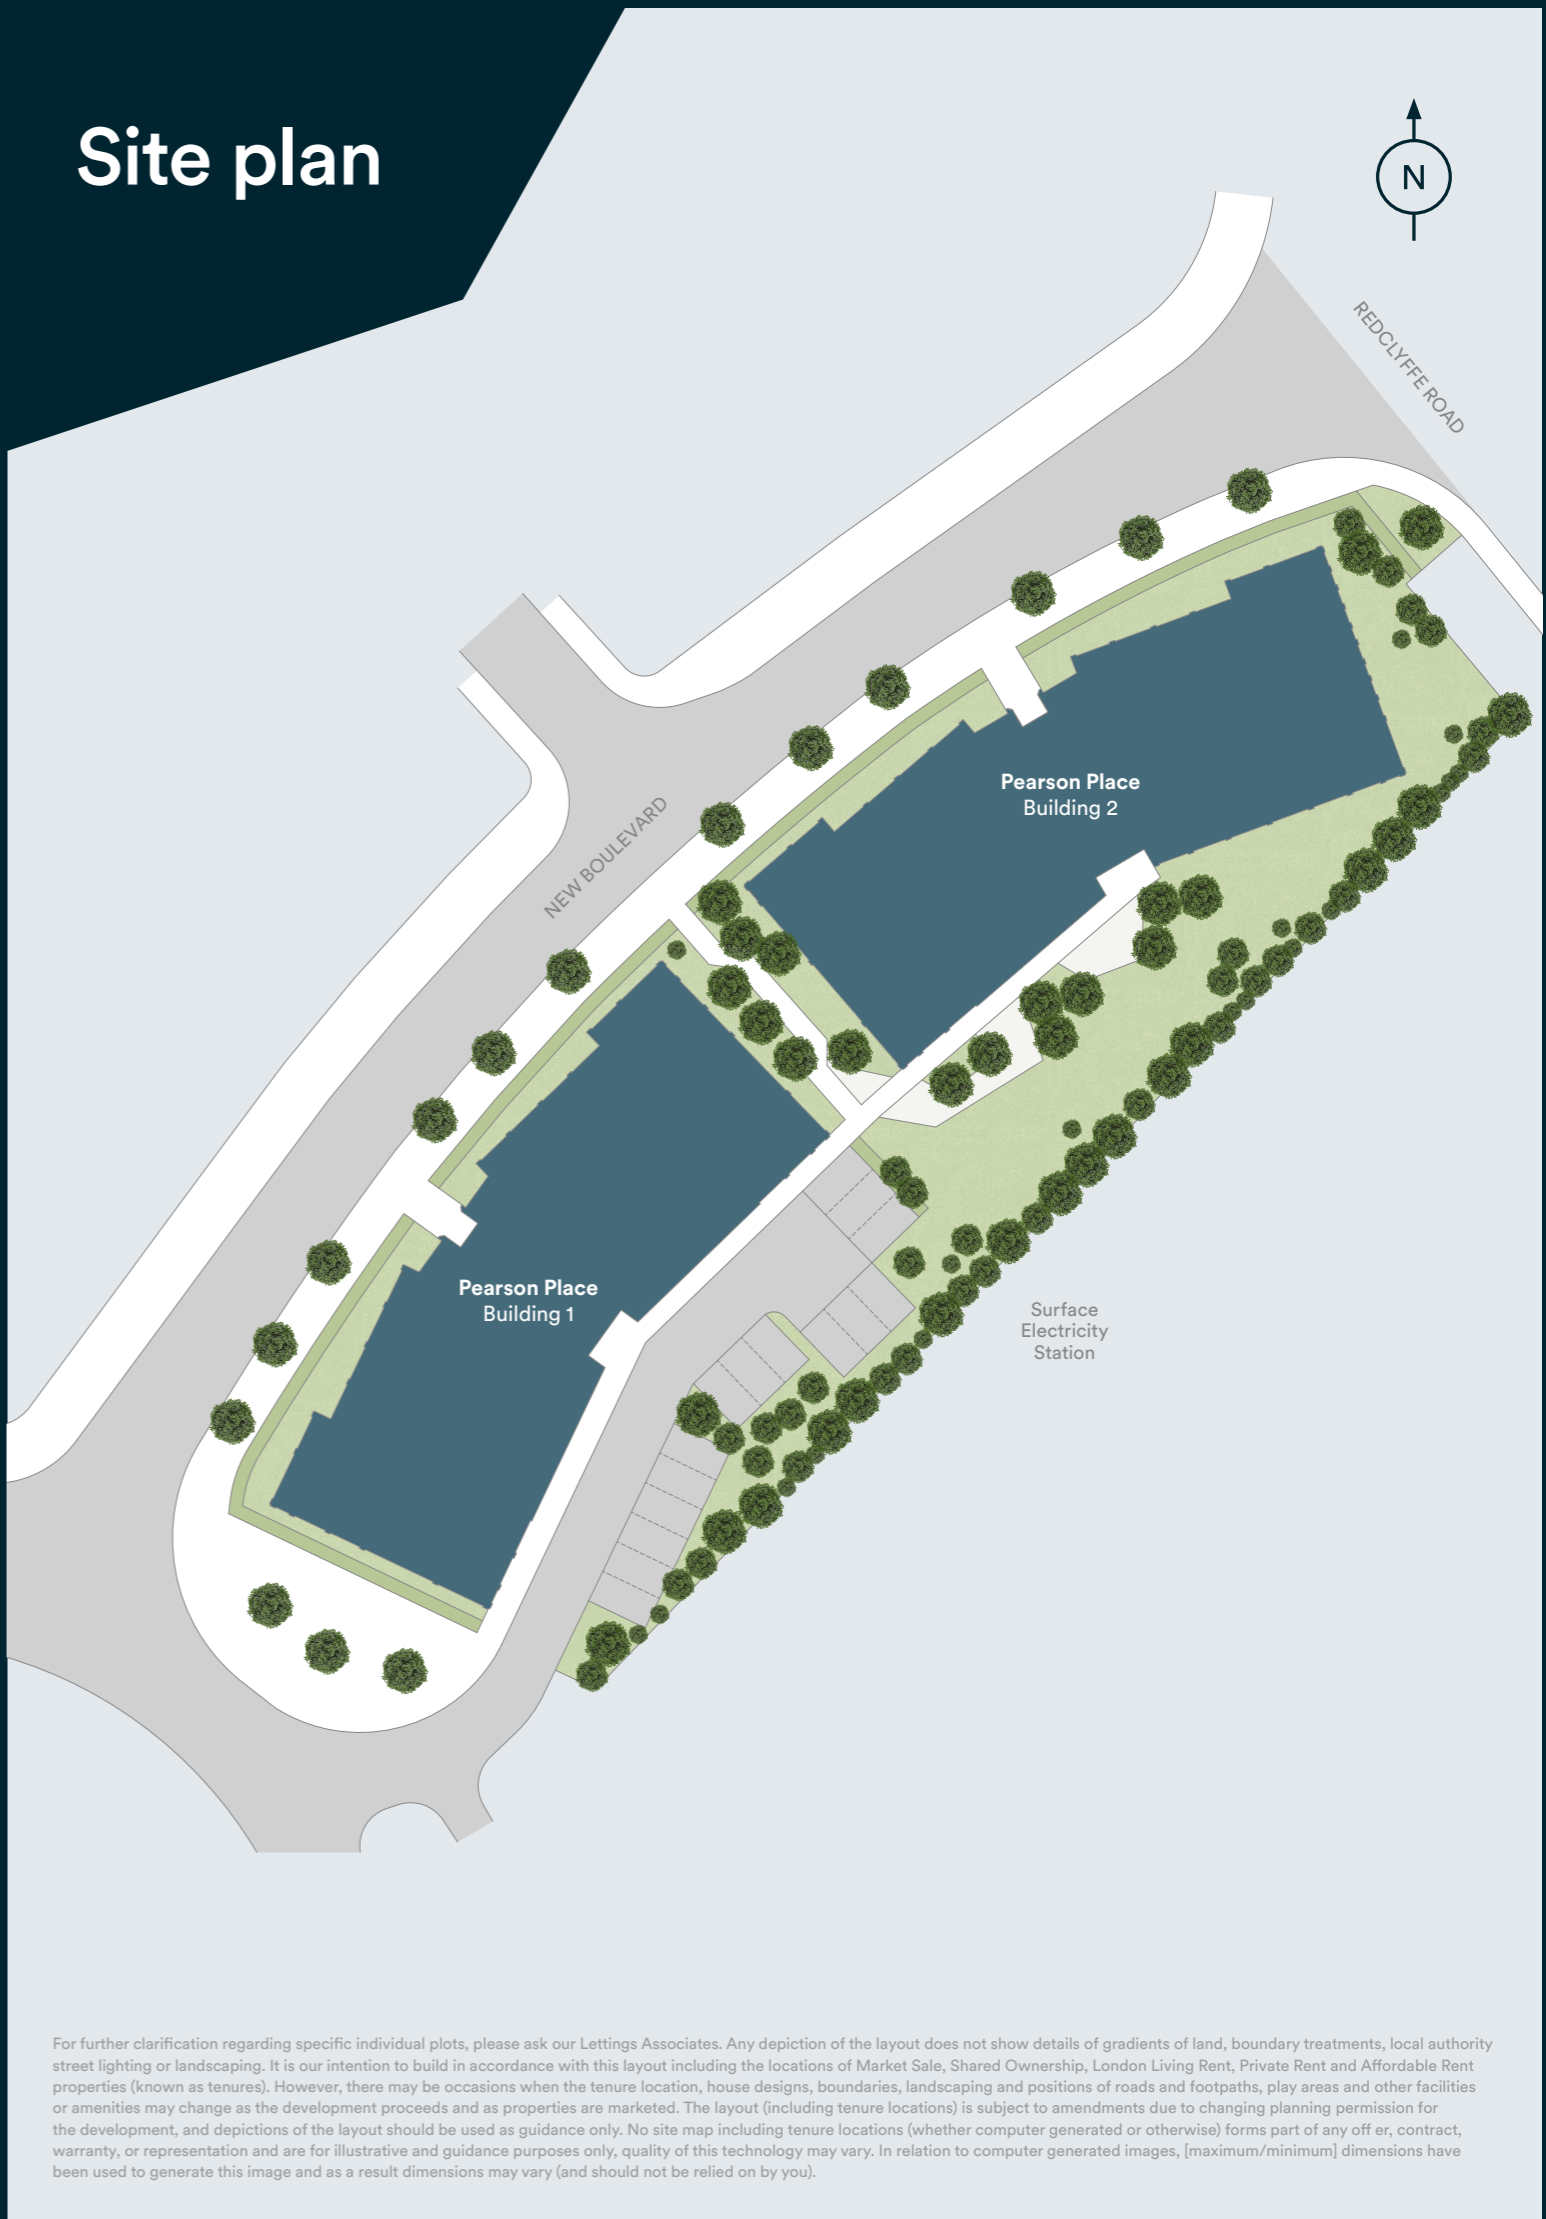 Site plan
N
REDCLYFFE ROAD
NEW BOULEVARD
Pearson Place
Building 2
Pearson Place
Building 1
Surface
Electricity
Station
For further clarification regarding specific individual plots, please ask our Lettings Associates. Any depiction of the layout does not show details of gradients of land, boundary treatments, local authority
street lighting or landscaping. It is our intention to build in accordance with this layout including the locations of Market Sale, Shared Ownership, London Living Rent, Private Rent and Affordable Rent
properties (known as tenures). However, there may be occasions when the tenure location, house designs, boundaries, landscaping and positions of roads and footpaths, play areas and other facilities
or amenities may change as the development proceeds and as properties are marketed. The layout (including tenure locations) is subject to amendments due to changing planning permission for
the development, and depictions of the layout should be used as guidance only. No site map including tenure locations (whether computer generated or otherwise) forms part of any off er, contract,
warranty, or representation and are for illustrative and guidance purposes only, quality of this technology may vary. In relation to computer generated images, [maximum/minimum] dimensions have
been used to generate this image and as a result dimensions may vary (and should not be relied on by you).